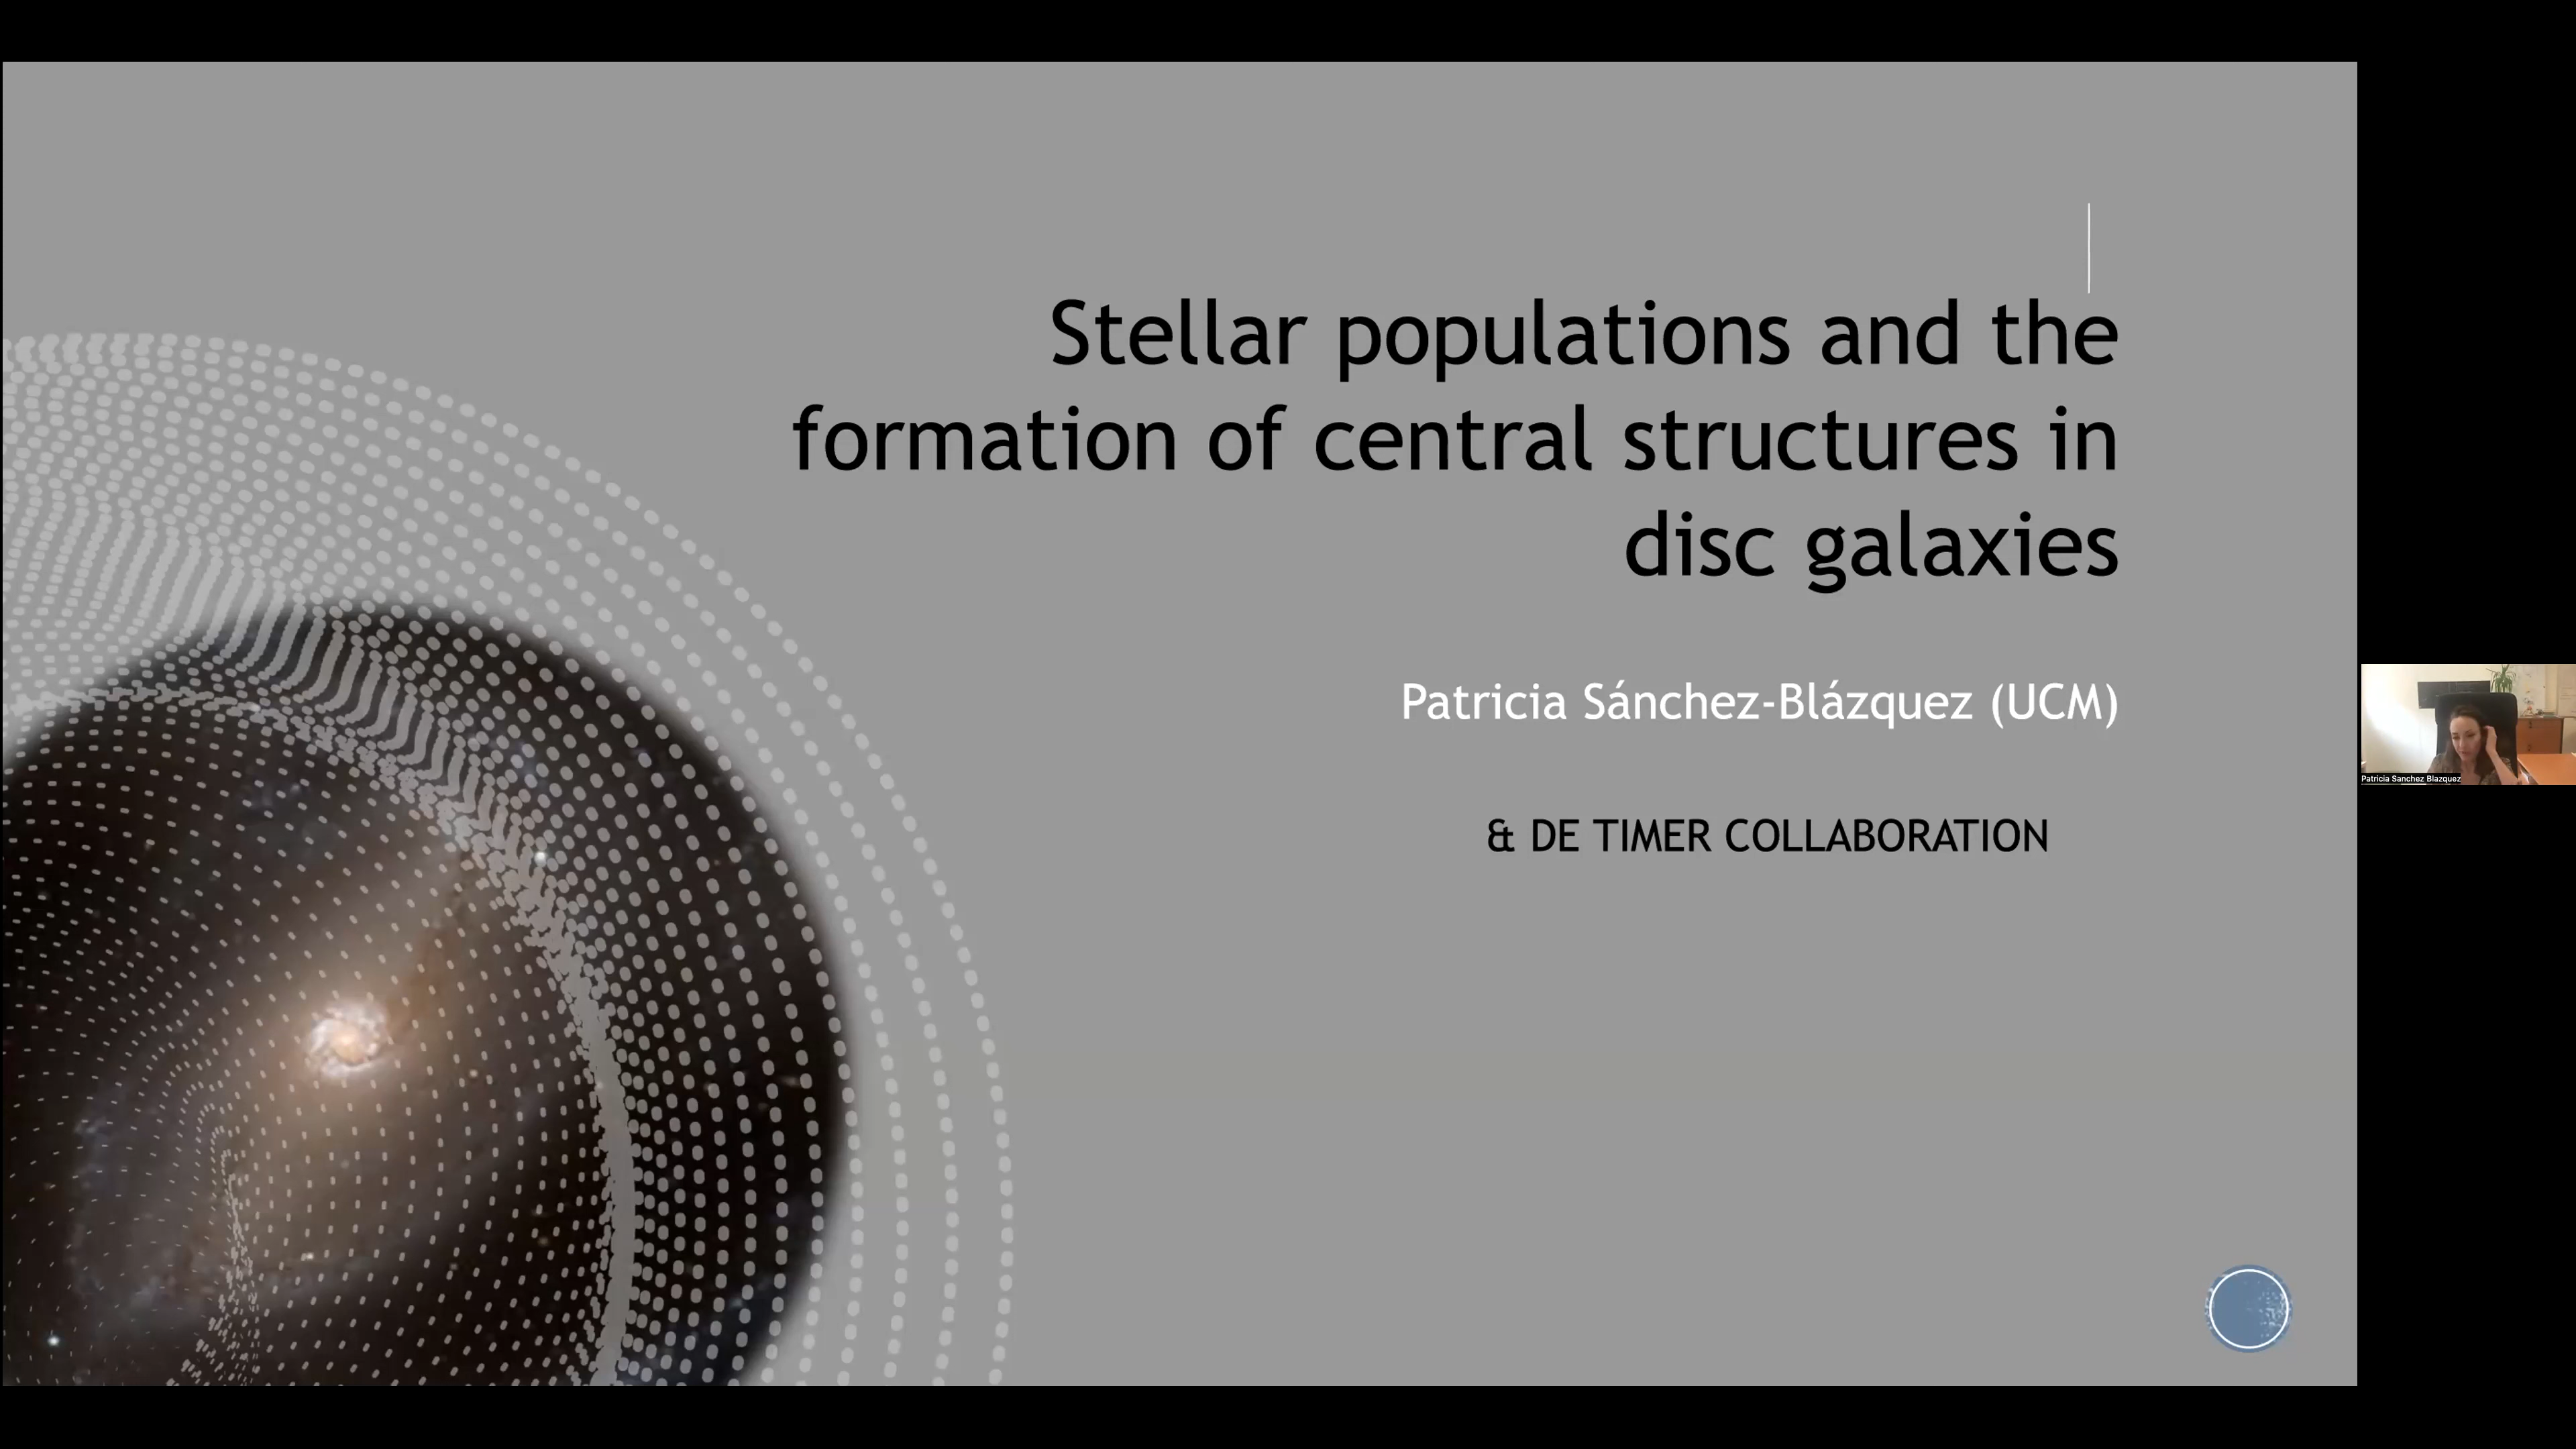 Stellar populations and the
formation of central structures in
disc galaxies
Patricia Sánchez-Blázquez (UCM)
& DE TIMER COLLABORATION
Patricia Sanchez Blazquez